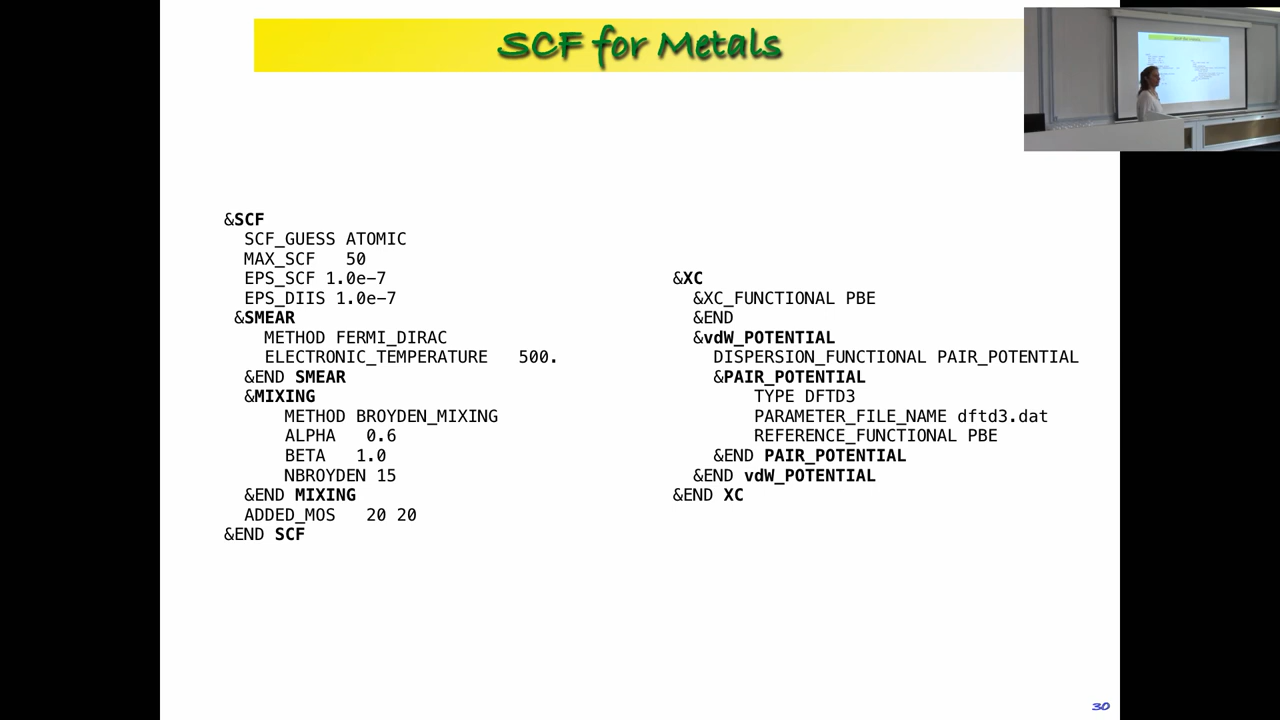 SCF for Metals
&SCF
SCF_GUESS ATOMIC
MAX_SCF 50
EPS_SCF 1.0e-7
EPS_DIIS 1.0e-7
&SMEAR
METHOD FERMI_DIRAC
ELECTRONIC_TEMPERATURE 500.
&END SMEAR
&MIXING
METHOD BROYDEN_MIXING
ALPHA 0.6
BETA 1.0
NBROYDEN 15
&END MIXING
ADDED_MOS 20 20
&END SCF
&XC
&XC_FUNCTIONAL PBE
&END
&vdW_POTENTIAL
DISPERSION_FUNCTIONAL PAIR_POTENTIAL
&PAIR_POTENTIAL
TYPE DFTD3
PARAMETER_FILE_NAME dftd3.dat
REFERENCE_FUNCTIONAL PBE
&END PAIR_POTENTIAL
&END vdW_POTENTIAL
&END XC
30